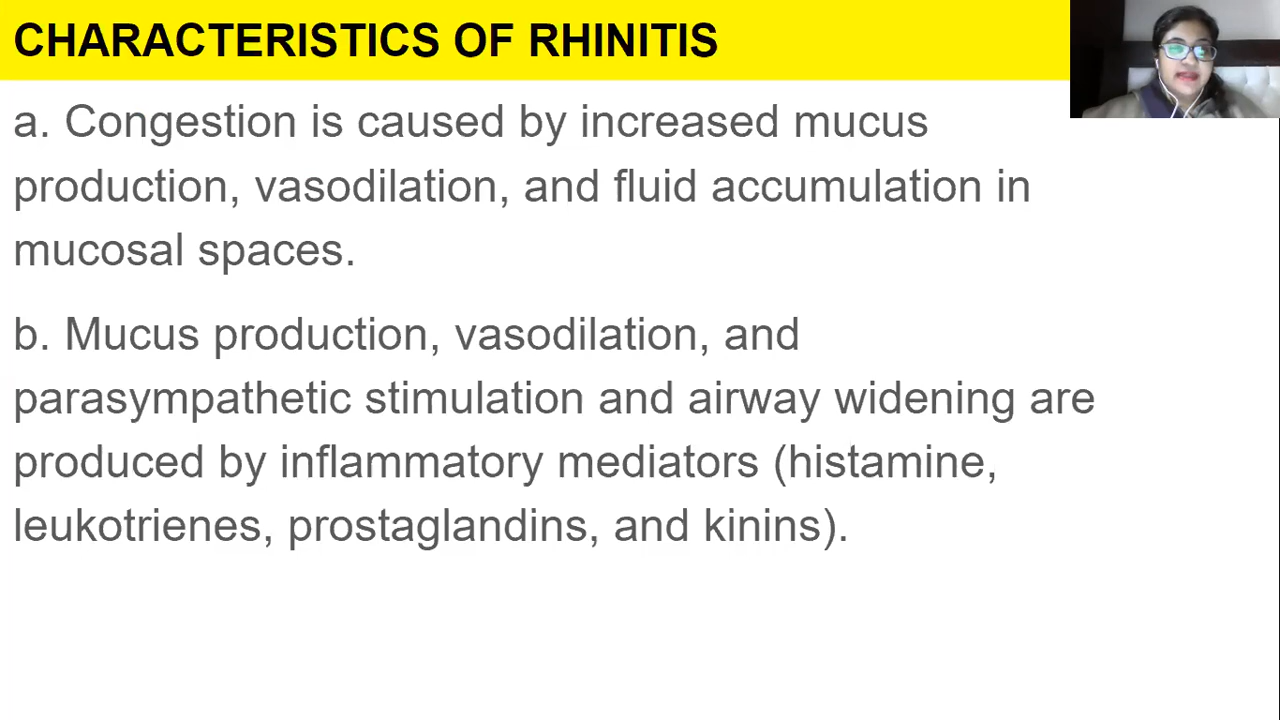 CHARACTERISTICS OF RHINITIS
a. Congestion is caused by increased mucus
production, vasodilation, and fluid accumulation in
mucosal spaces.
b. Mucus production, vasodilation, and
parasympathetic stimulation and airway widening are
produced by inflammatory mediators (histamine,
leukotrienes, prostaglandins, and kinins).